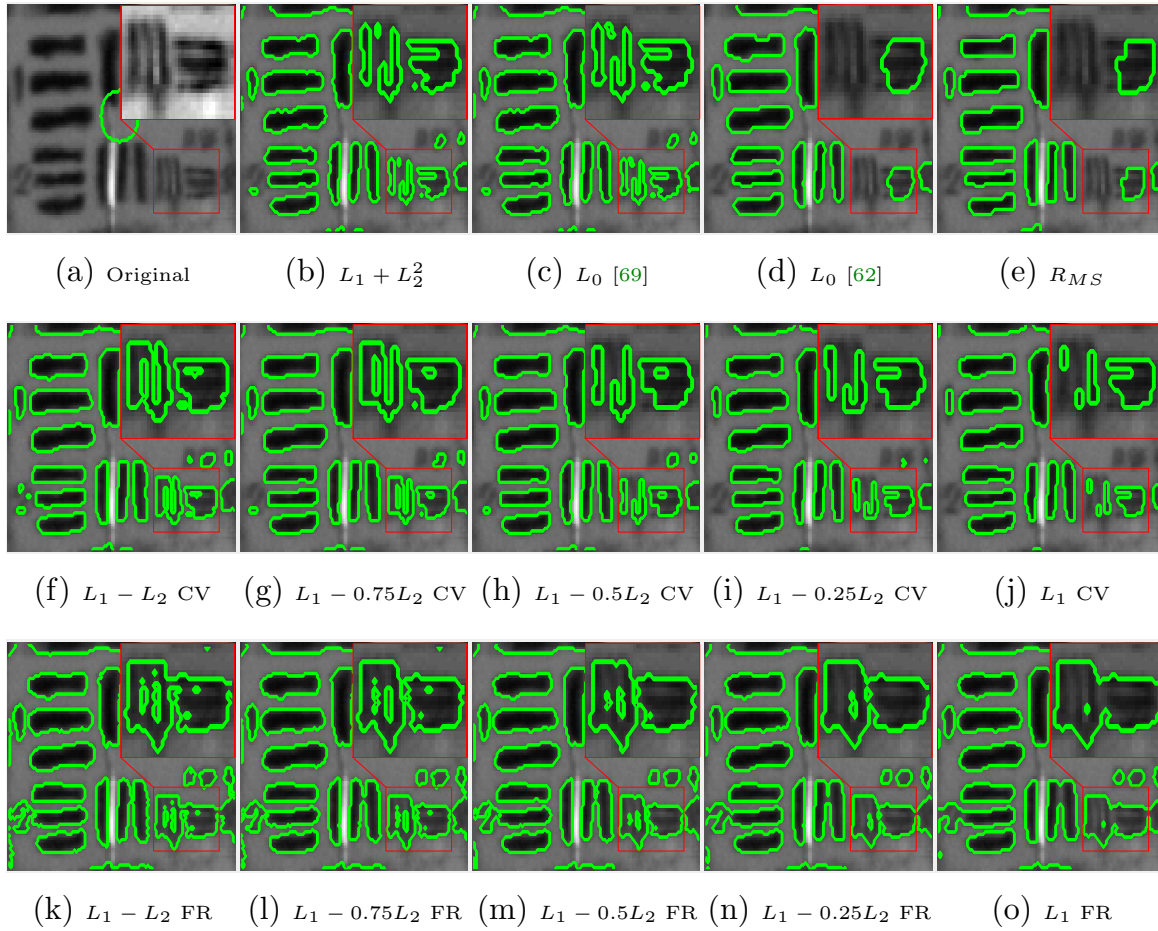 (a) Original
(b) L₁ + L₂²
(c) L₀ [69]
(d) L₀ [62]
(e) R_MS
(f) L₁ − L₂ CV
(g) L₁ − 0.75L₂ CV
(h) L₁ − 0.5L₂ CV
(i) L₁ − 0.25L₂ CV
(j) L₁ CV
(k) L₁ − L₂ FR
(l) L₁ − 0.75L₂ FR
(m) L₁ − 0.5L₂ FR
(n) L₁ − 0.25L₂ FR
(o) L₁ FR